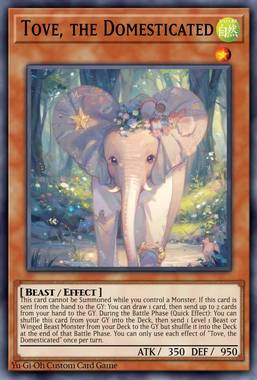 TOVE, THE DOMESTICATED
自然
[ BEAST / EFFECT ]
This card cannot be Summoned while you control a Monster. If this card is
sent from the hand to the GY: You can draw 1 card, then send up to 2 cards
from your hand to the GY. During the Battle Phase (Quick Effect): You can
shuffle this card from your GY into the Deck, then send 1 Level 1 Beast or
Winged Beast Monster from your Deck to the GY but shuffle it into the Deck
at the end of that Battle Phase. You can only use each effect of "Tove, the
Domesticated" once per turn.
ATK / 350 DEF / 950
Yu-Gi-Oh Custom Card Game